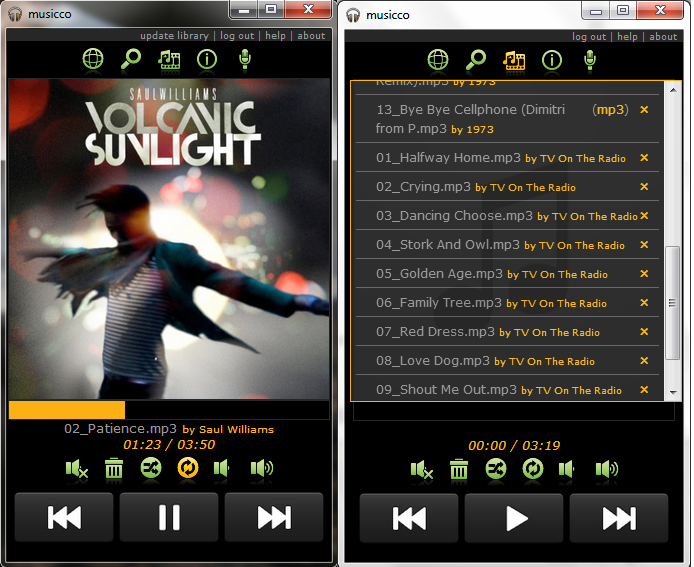 musicco
update library | log out | help | about
SAULWILLIAMS
VOLCANIC
SUNLIGHT
02_Patience.mp3 by Saul Williams
01:23 / 03:50
musicco
log out | help | about
Remix).mp3 by 1973
13_Bye Bye Cellphone (Dimitri (mp3)
from P.mp3 by 1973
01_Halfway Home.mp3 by TV On The Radio
02_Crying.mp3 by TV On The Radio
03_Dancing Choose.mp3 by TV On The Radio
04_Stork And Owl.mp3 by TV On The Radio
05_Golden Age.mp3 by TV On The Radio
06_Family Tree.mp3 by TV On The Radio
07_Red Dress.mp3 by TV On The Radio
08_Love Dog.mp3 by TV On The Radio
09_Shout Me Out.mp3 by TV On The Radio
00:00 / 03:19